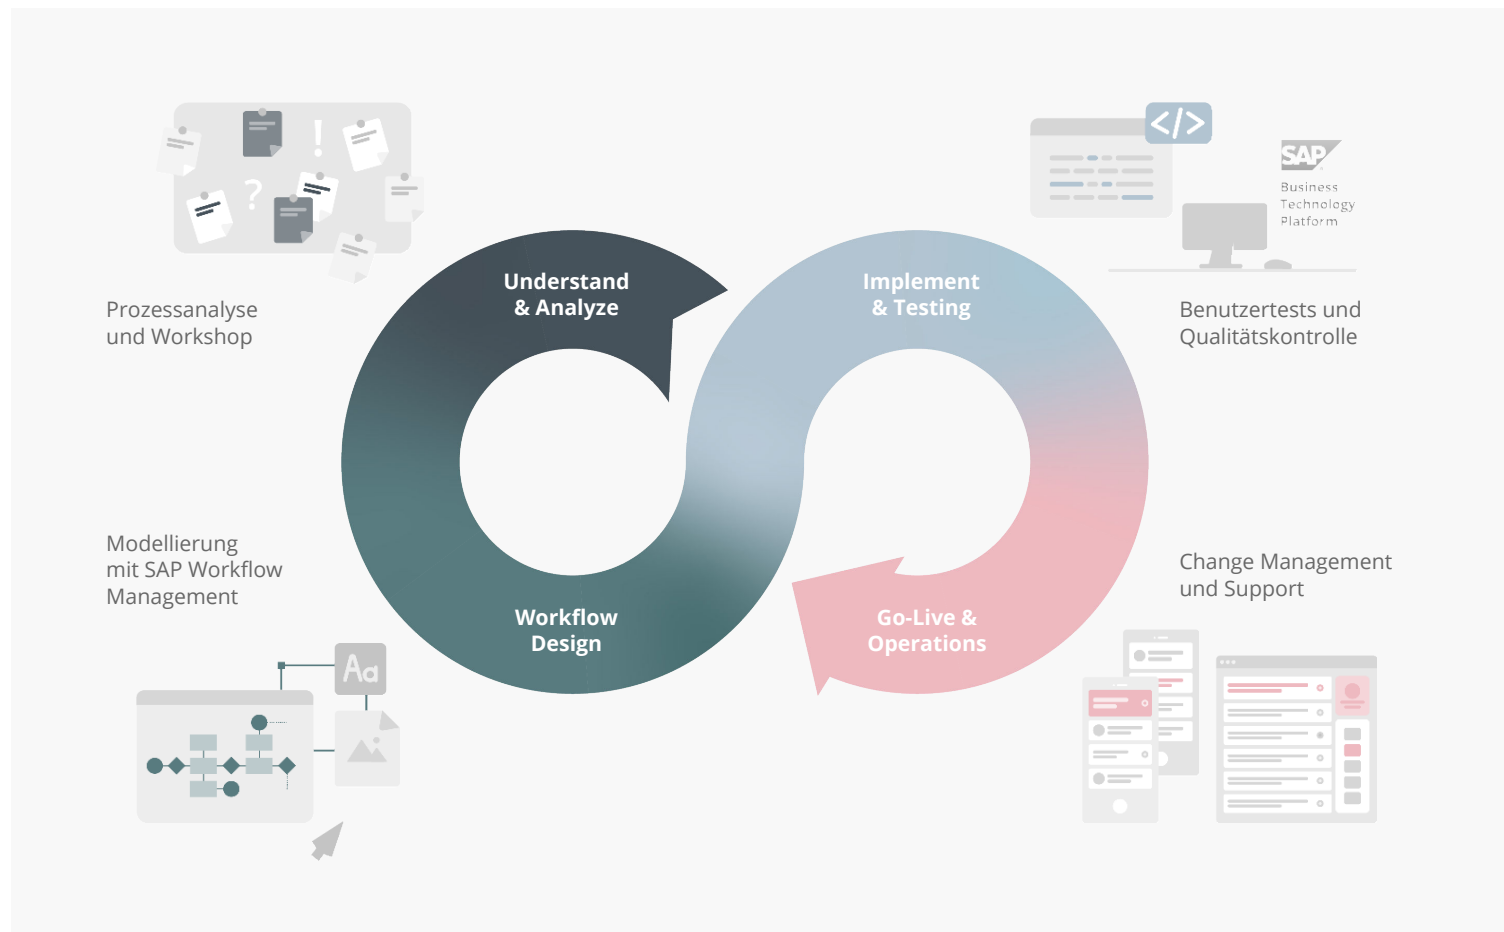 Understand
& Analyze
Prozessanalyse
und Workshop
Workflow
Design
Modellierung
mit SAP Workflow
Management
Aa
!
?
Implement
& Testing
</>
SAP
Business
Technology
Platform
Benutzertests und
Qualitätskontrolle
Go-Live &
Operations
Change Management
und Support